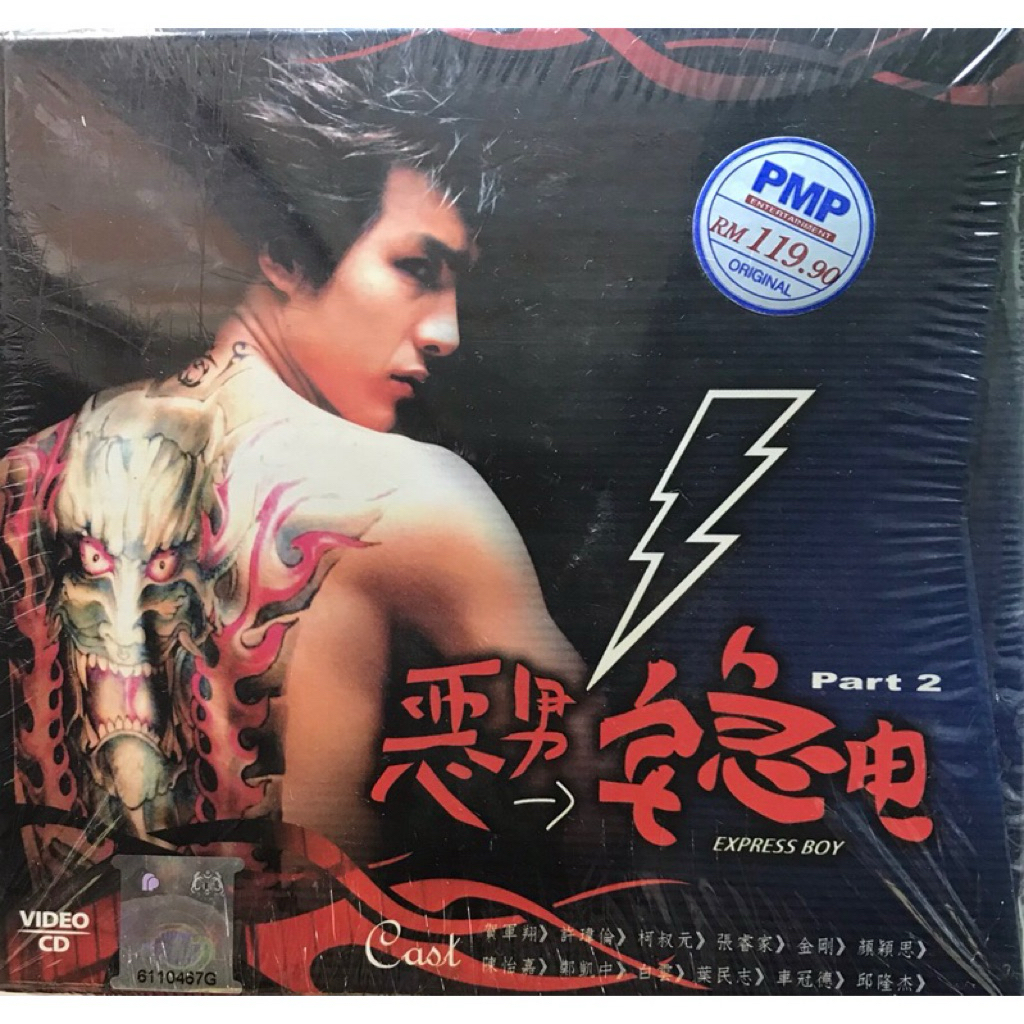 PMP
ENTERTAINMENT
RM 119.90
ORIGINAL
Part 2
惡男宅急电
EXPRESS BOY
VIDEO
CD
6110467G
Cast
賀軍翔》許瑋倫》柯叔元》張睿家》金剛》顏穎思》
陳怡嘉》鄭凱中》白雲》葉民志》車冠德》邱隆杰》